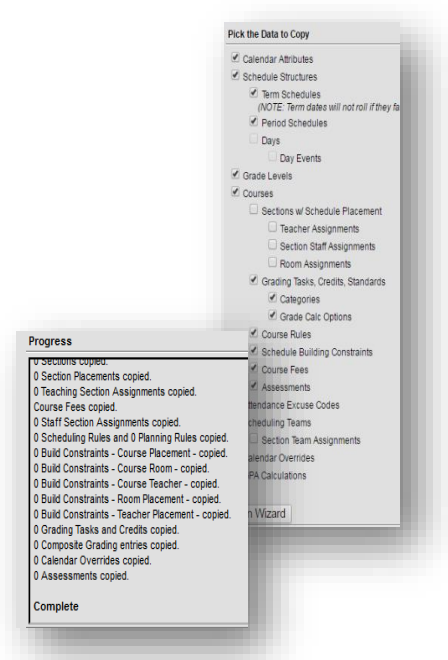 Pick the Data to Copy
Calendar Attributes
Schedule Structures
Term Schedules
(NOTE: Term dates will not roll if they fa
Period Schedules
Days
Day Events
Grade Levels
Courses
Sections w/ Schedule Placement
Teacher Assignments
Section Staff Assignments
Room Assignments
Grading Tasks, Credits, Standards
Categories
Grade Calc Options
Course Rules
Schedule Building Constraints
Course Fees
Assessments
ttendance Excuse Codes
cheduling Teams
Section Team Assignments
alendar Overrides
PA Calculations
n Wizard
Progress
0 Sections copied.
0 Section Placements copied.
0 Teaching Section Assignments copied.
Course Fees copied.
0 Staff Section Assignments copied.
0 Scheduling Rules and 0 Planning Rules copied.
0 Build Constraints - Course Placement - copied.
0 Build Constraints - Course Room - copied.
0 Build Constraints - Course Teacher - copied.
0 Build Constraints - Room Placement - copied.
0 Build Constraints - Teacher Placement - copied.
0 Grading Tasks and Credits copied.
0 Composite Grading entries copied.
0 Calendar Overrides copied.
0 Assessments copied.
Complete